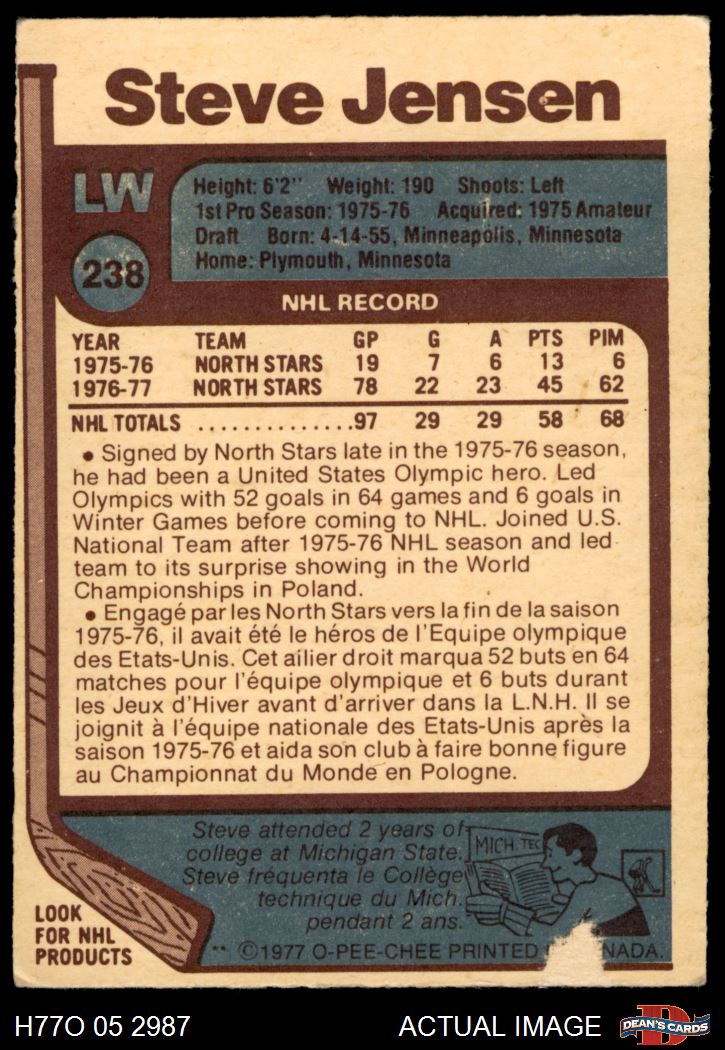 Steve Jensen
LW
238
Height: 6'2" Weight: 190 Shoots: Left
1st Pro Season: 1975-76 Acquired: 1975 Amateur
Draft Born: 4-14-55, Minneapolis, Minnesota
Home: Plymouth, Minnesota
NHL RECORD
YEAR TEAM GP G A PTS PIM
1975-76 NORTH STARS 19 7 6 13 6
1976-77 NORTH STARS 78 22 23 45 62
NHL TOTALS ..............97 29 29 58 68
• Signed by North Stars late in the 1975-76 season,
he had been a United States Olympic hero. Led
Olympics with 52 goals in 64 games and 6 goals in
Winter Games before coming to NHL. Joined U.S.
National Team after 1975-76 NHL season and led
team to its surprise showing in the World
Championships in Poland.
• Engagé par les North Stars vers la fin de la saison
1975-76, il avait été le héros de l'Equipe olympique
des Etats-Unis. Cet ailier droit marqua 52 buts en 64
matches pour l'équipe olympique et 6 buts durant
les Jeux d'Hiver avant d'arriver dans la L.N.H. Il se
joignit à l'équipe nationale des Etats-Unis après la
saison 1975-76 et aida son club à faire bonne figure
au Championnat du Monde en Pologne.
Steve attended 2 years of
college at Michigan State.
Steve fréquenta le Collège
technique du Mich.
pendant 2 ans.
MICH. TEC
LOOK
FOR NHL
PRODUCTS
** ©1977 O-PEE-CHEE PRINTED NADA.
H77O 05 2987 ACTUAL IMAGE
DEAN'S CARDS